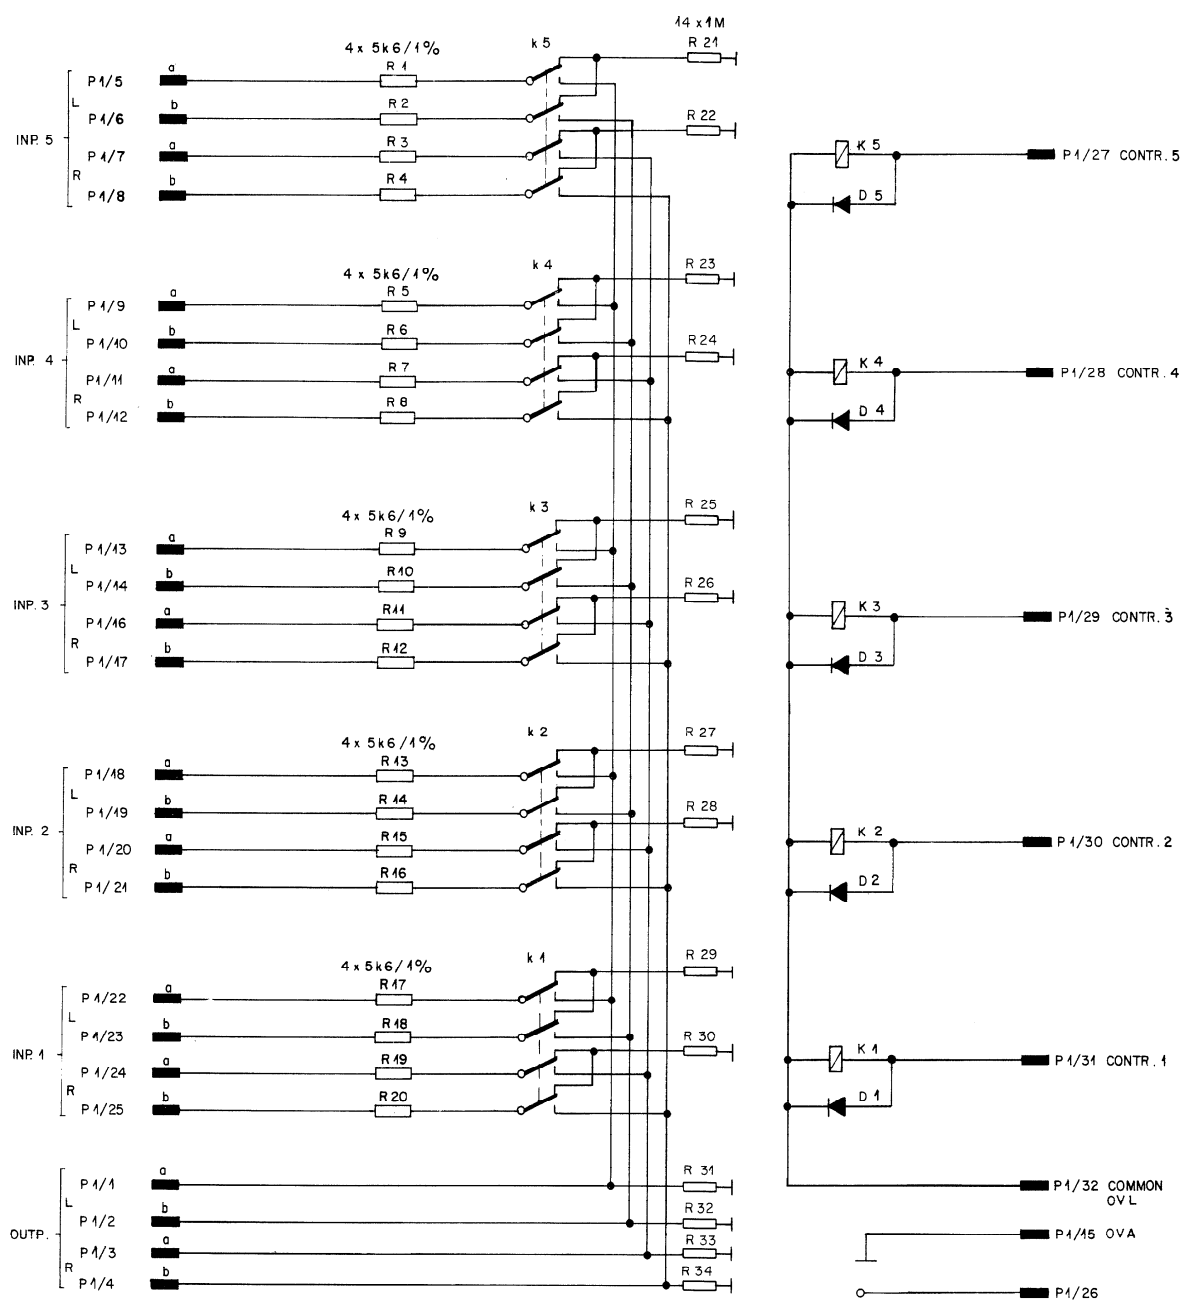 14 x 1M
4 x 5k6/1%
k 5
R 21
INP. 5
L
R
P1/5 a R 1
P1/6 b R 2
R 22
P1/7 a R 3
P1/8 b R 4
K 5
P1/27 CONTR. 5
D 5
4 x 5k6/1%
k 4
R 23
INP. 4
L
R
P1/9 a R 5
P1/10 b R 6
R 24
P1/11 a R 7
P1/12 b R 8
K 4
P1/28 CONTR. 4
D 4
4 x 5k6/1%
k 3
R 25
INP. 3
L
R
P1/13 a R 9
P1/14 b R 10
R 26
P1/16 a R 11
P1/17 b R 12
K 3
P1/29 CONTR. 3
D 3
4 x 5k6/1%
k 2
R 27
INP. 2
L
R
P1/18 a R 13
P1/19 b R 14
R 28
P1/20 a R 15
P1/21 b R 16
K 2
P1/30 CONTR. 2
D 2
4 x 5k6/1%
k 1
R 29
INP. 1
L
R
P1/22 a R 17
P1/23 b R 18
R 30
P1/24 a R 19
P1/25 b R 20
K 1
P1/31 CONTR. 1
D 1
OUTP.
L
R
P1/1 a R 31
P1/2 b R 32
P1/3 a R 33
P1/4 b R 34
P1/32 COMMON
OVL
P1/15 OVA
P1/26